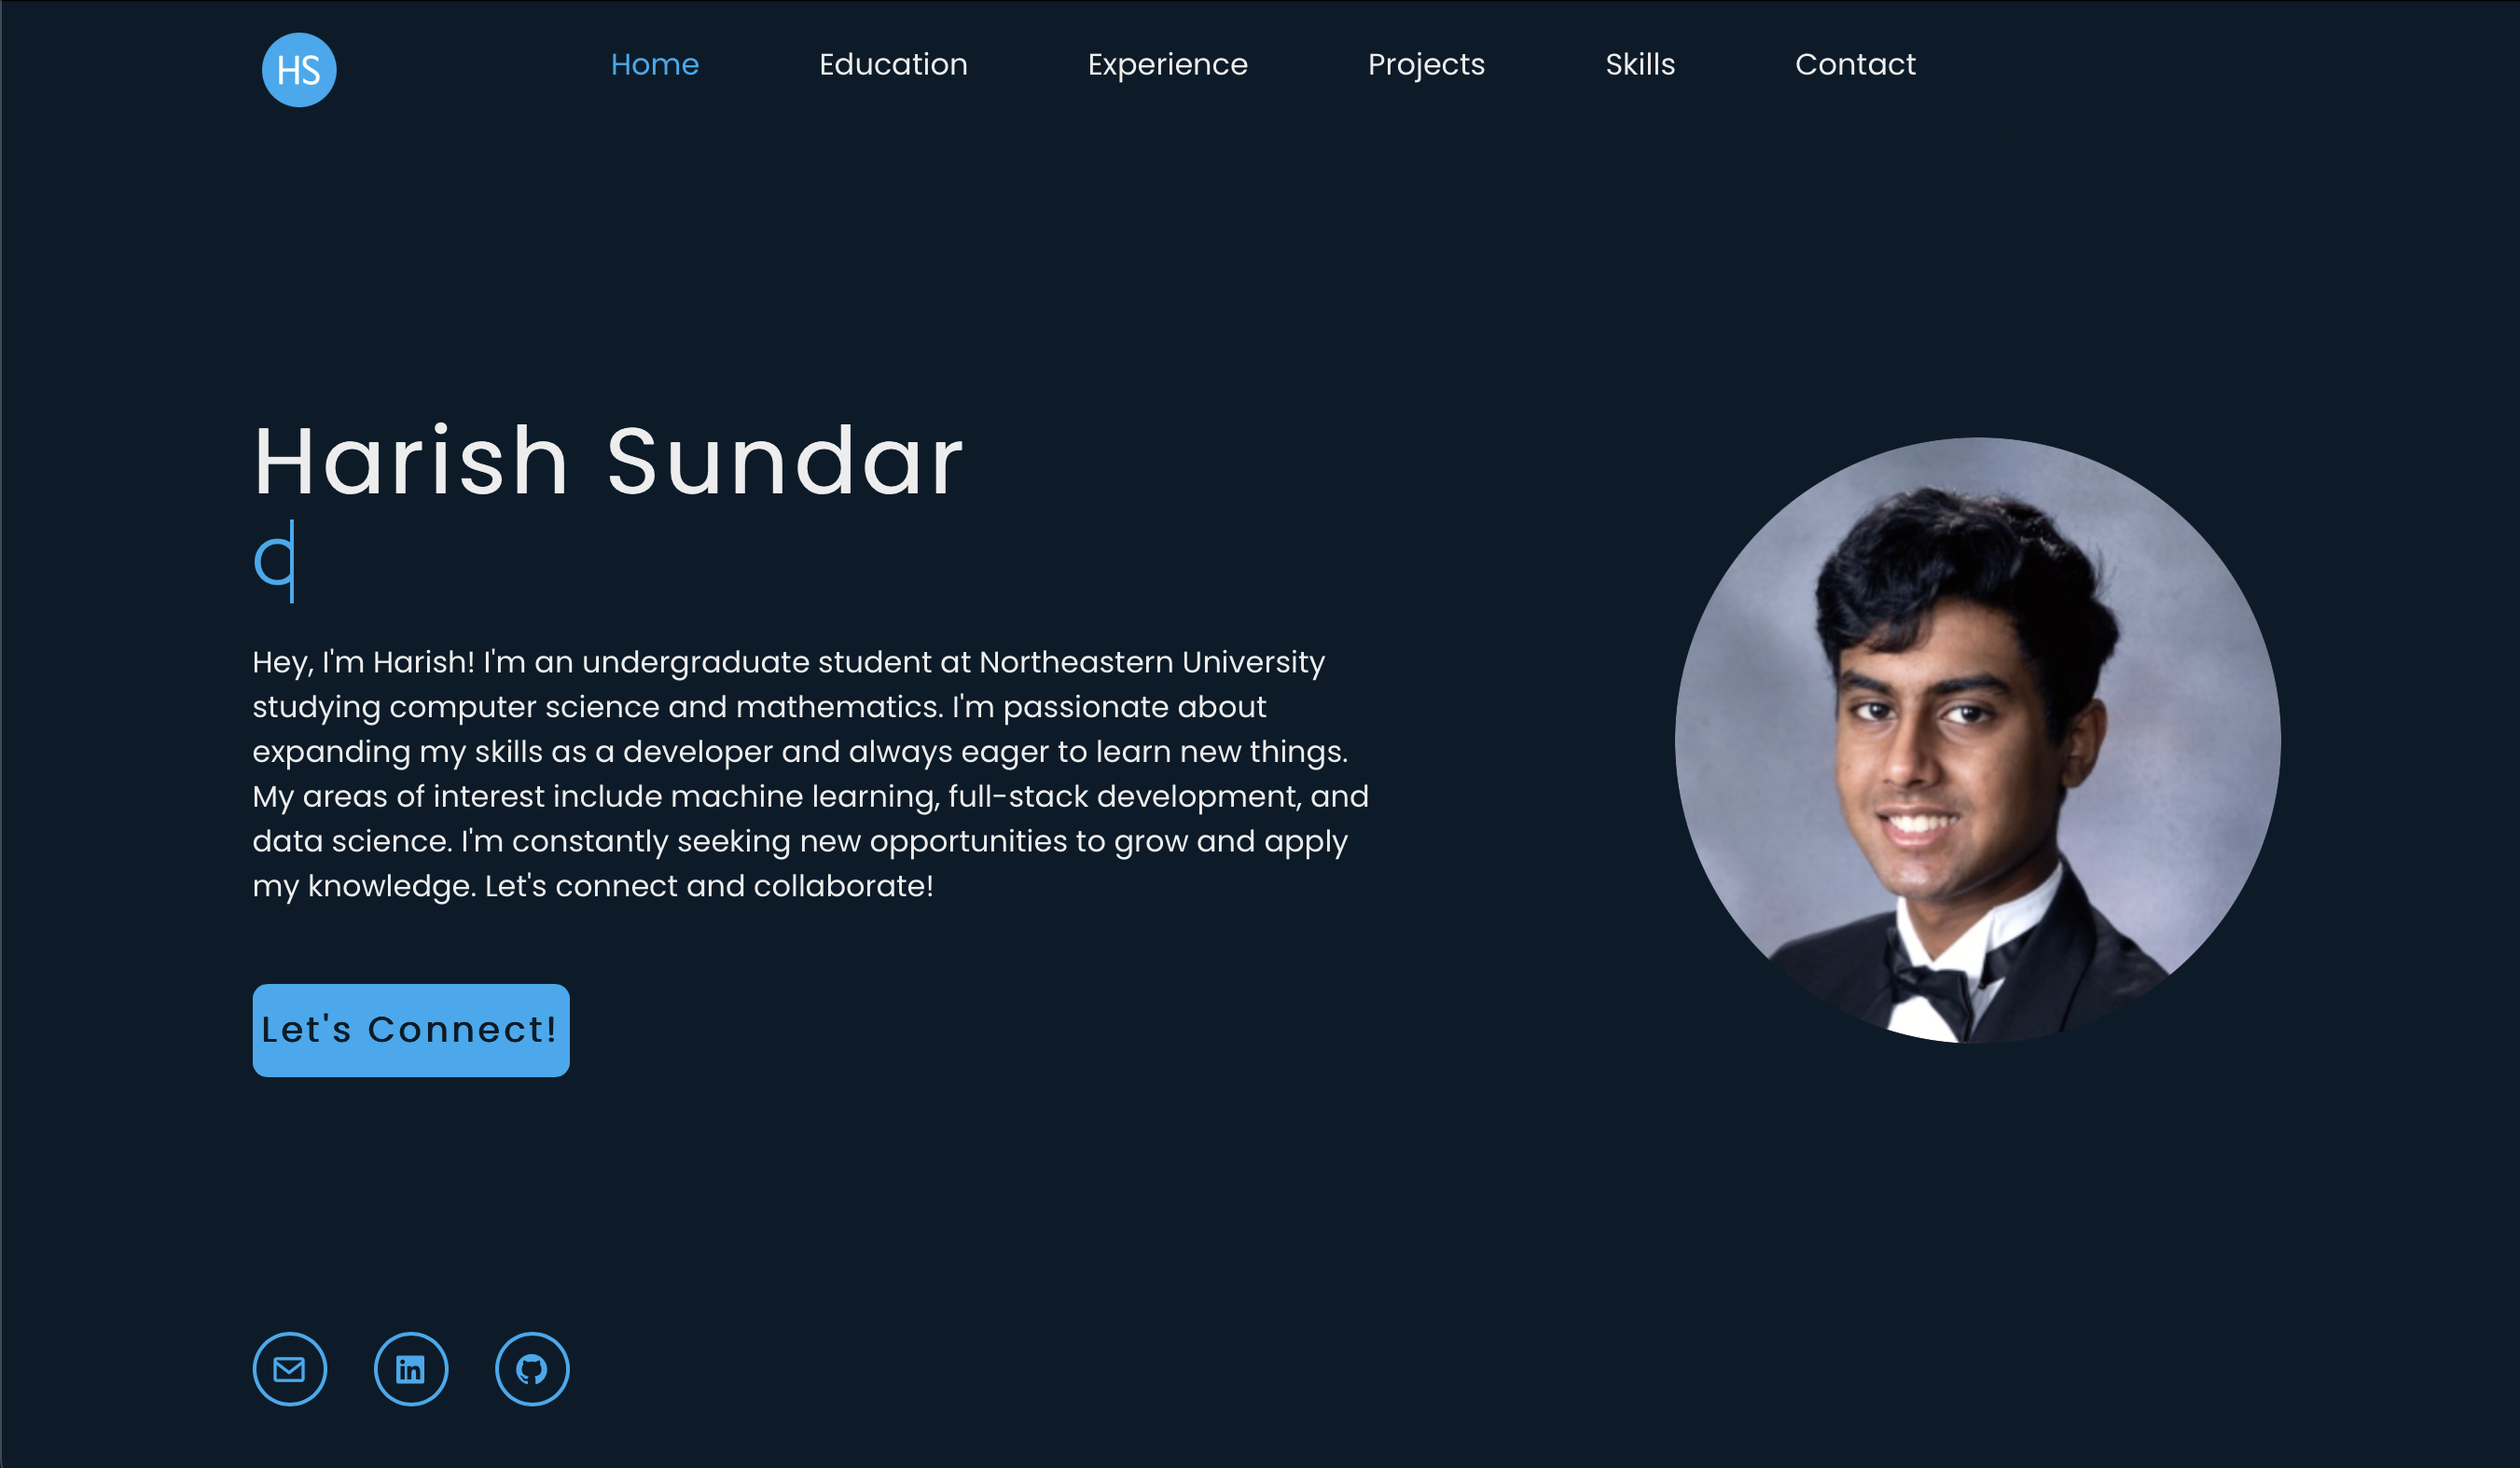 HS
Home Education Experience Projects Skills Contact
Harish Sundar
Hey, I'm Harish! I'm an undergraduate student at Northeastern University
studying computer science and mathematics. I'm passionate about
expanding my skills as a developer and always eager to learn new things.
My areas of interest include machine learning, full-stack development, and
data science. I'm constantly seeking new opportunities to grow and apply
my knowledge. Let's connect and collaborate!
Let's Connect!
in